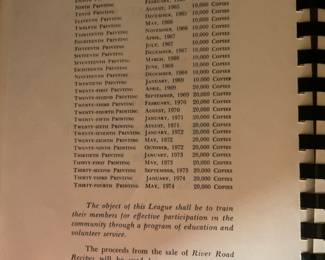 NINTH PRINTING AUGUST, 1965 10,000 COPIES
TENTH PRINTING DECEMBER, 1965 10,000 COPIES
ELEVENTH PRINTING MAY, 1966 10,000 COPIES
TWELFTH PRINTING NOVEMBER, 1966 10,000 COPIES
THIRTEENTH PRINTING APRIL, 1967 10,000 COPIES
FOURTEENTH PRINTING JULY, 1967 10,000 COPIES
FIFTEENTH PRINTING DECEMBER, 1967 10,000 COPIES
SIXTEENTH PRINTING MARCH, 1968 10,000 COPIES
SEVENTEENTH PRINTING JUNE, 1968 10,000 COPIES
EIGHTEENTH PRINTING DECEMBER, 1968 10,000 COPIES
NINETEENTH PRINTING JANUARY, 1969 10,000 COPIES
TWENTIETH PRINTING APRIL, 1969 20,000 COPIES
TWENTY-FIRST PRINTING SEPTEMBER, 1969 20,000 COPIES
TWENTY-SECOND PRINTING FEBRUARY, 1970 20,000 COPIES
TWENTY-THIRD PRINTING AUGUST, 1970 20,000 COPIES
TWENTY-FOURTH PRINTING JANUARY, 1971 20,000 COPIES
TWENTY-FIFTH PRINTING AUGUST, 1971 20,000 COPIES
TWENTY-SIXTH PRINTING JANUARY, 1972 20,000 COPIES
TWENTY-SEVENTH PRINTING MAY, 1972 20,000 COPIES
TWENTY-EIGHTH PRINTING OCTOBER, 1972 20,000 COPIES
TWENTY-NINTH PRINTING JANUARY, 1973 20,000 COPIES
THIRTIETH PRINTING MAY, 1973 20,000 COPIES
THIRTY-FIRST PRINTING SEPTEMBER, 1973 20,000 COPIES
THIRTY-SECOND PRINTING JANUARY, 1974 20,000 COPIES
THIRTY-THIRD PRINTING MAY, 1974 20,000 COPIES
THIRTY-FOURTH PRINTING
The object of this League shall be to train
their members for effective participation in the
community through a program of education and
volunteer service.
The proceeds from the sale of River Road
Recipes will be used